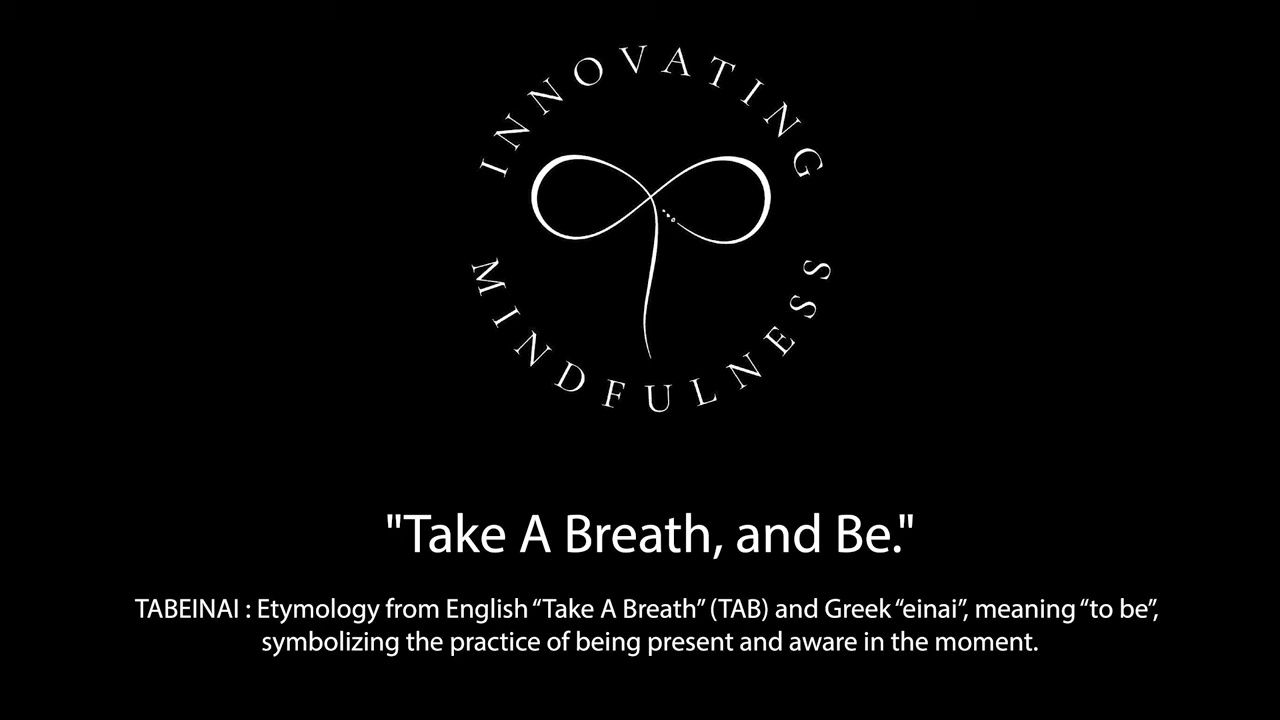 INNOVATING
MINDFULNESS
"Take A Breath, and Be."
TABEINAI : Etymology from English “Take A Breath” (TAB) and Greek “einai”, meaning “to be”,
symbolizing the practice of being present and aware in the moment.